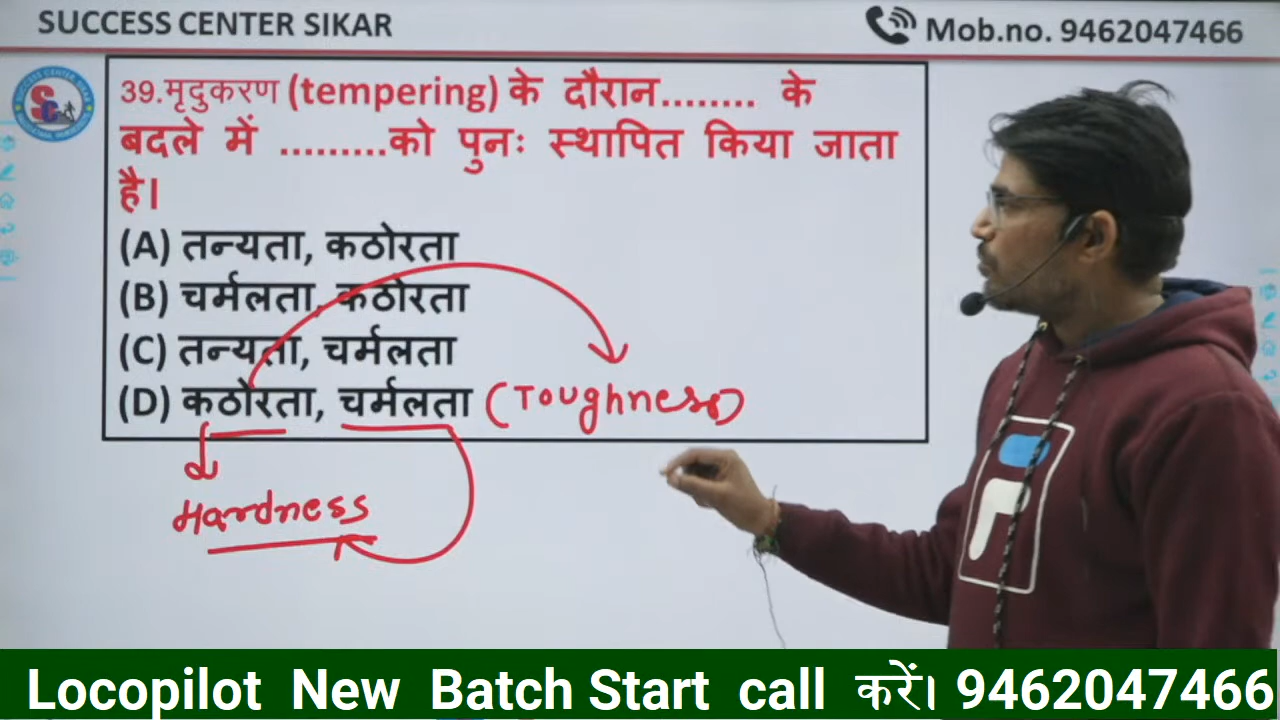 SUCCESS CENTER SIKAR
Mob.no. 9462047466
39.मृदुकरण (tempering) के दौरान........ के
बदले में .........को पुनः स्थापित किया जाता
है।
(A) तन्यता, कठोरता
(B) चर्मलता, कठोरता
(C) तन्यता, चर्मलता
(D) कठोरता, चर्मलता (Toughness)
Hardness
Locopilot New Batch Start call करें। 9462047466